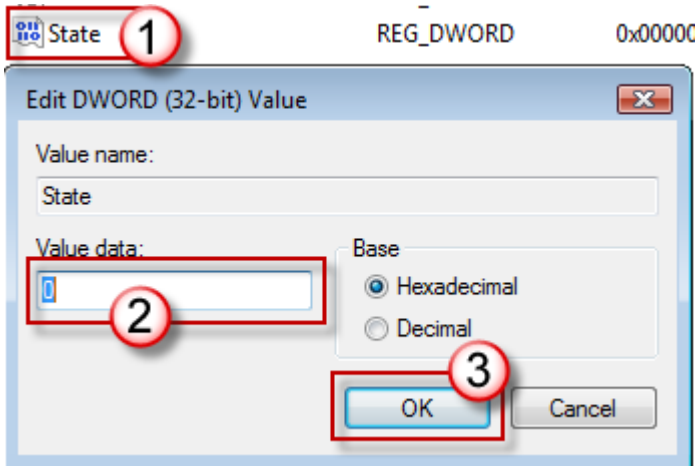 State 1 REG_DWORD 0x00000
Edit DWORD (32-bit) Value
Value name:
State
Value data:
0
2
Base
Hexadecimal
Decimal
3
OK Cancel